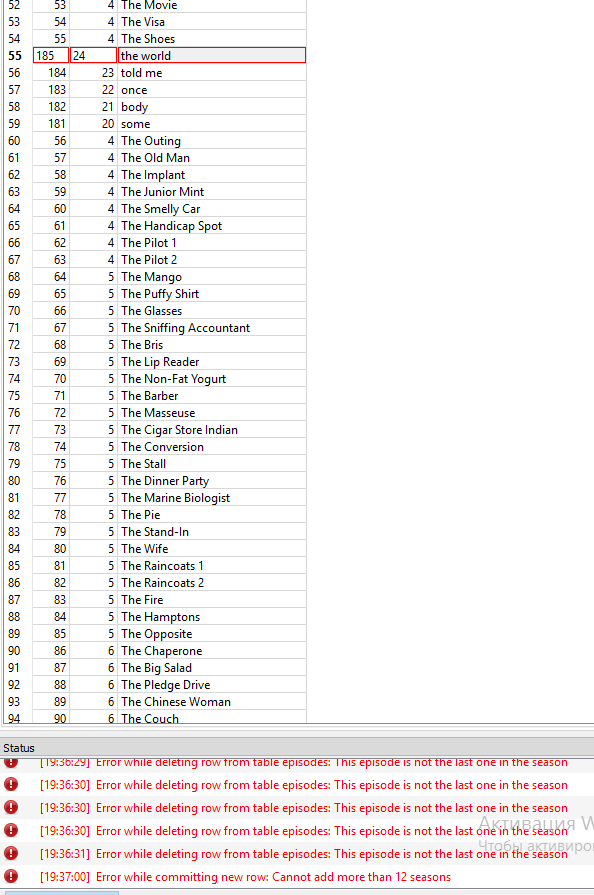 52 53 4 The Movie
53 54 4 The Visa
54 55 4 The Shoes
55 185 24 the world
56 184 23 told me
57 183 22 once
58 182 21 body
59 181 20 some
60 56 4 The Outing
61 57 4 The Old Man
62 58 4 The Implant
63 59 4 The Junior Mint
64 60 4 The Smelly Car
65 61 4 The Handicap Spot
66 62 4 The Pilot 1
67 63 4 The Pilot 2
68 64 5 The Mango
69 65 5 The Puffy Shirt
70 66 5 The Glasses
71 67 5 The Sniffing Accountant
72 68 5 The Bris
73 69 5 The Lip Reader
74 70 5 The Non-Fat Yogurt
75 71 5 The Barber
76 72 5 The Masseuse
77 73 5 The Cigar Store Indian
78 74 5 The Conversion
79 75 5 The Stall
80 76 5 The Dinner Party
81 77 5 The Marine Biologist
82 78 5 The Pie
83 79 5 The Stand-In
84 80 5 The Wife
85 81 5 The Raincoats 1
86 82 5 The Raincoats 2
87 83 5 The Fire
88 84 5 The Hamptons
89 85 5 The Opposite
90 86 6 The Chaperone
91 87 6 The Big Salad
92 88 6 The Pledge Drive
93 89 6 The Chinese Woman
94 90 6 The Couch
Status
[19:36:29] Error while deleting row from table episodes: This episode is not the last one in the season
[19:36:30] Error while deleting row from table episodes: This episode is not the last one in the season
[19:36:30] Error while deleting row from table episodes: This episode is not the last one in the season
[19:36:30] Error while deleting row from table episodes: This episode is not the last one in the season
[19:36:31] Error while deleting row from table episodes: This episode is not the last one in the season
[19:37:00] Error while committing new row: Cannot add more than 12 seasons
Активация W
Чтобы активиро